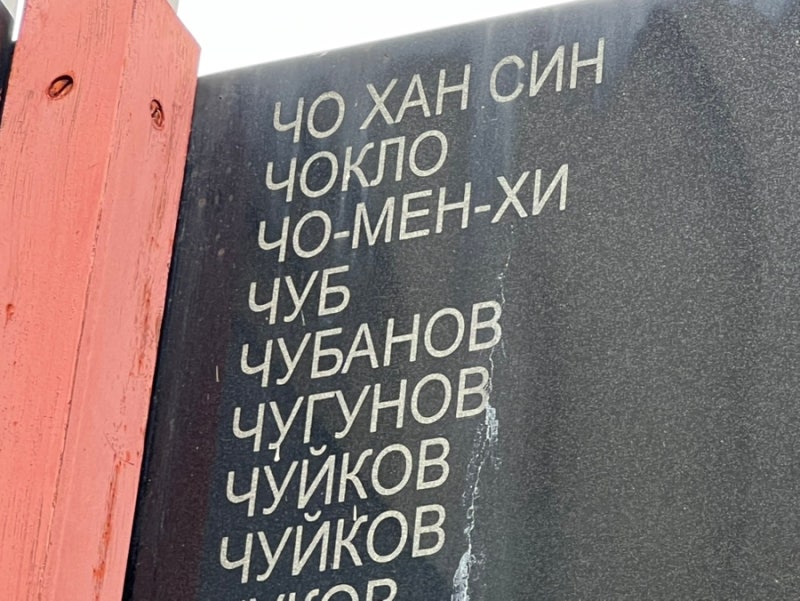 ЧО ХАН СИН
ЧОКЛО
ЧО-МЕН-ХИ
ЧУБ
ЧУБАНОВ
ЧУГУНОВ
ЧУЙКОВ
ЧУЙКОВ